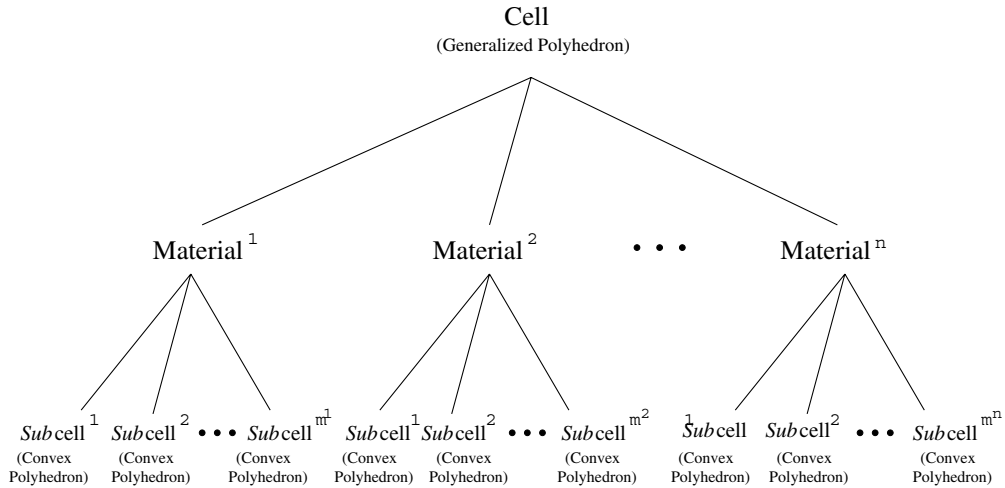 Cell
(Generalized Polyhedron)
Material 1
Material 2
• • •
Material n
Subcell 1
Subcell 2
•••
Subcell m1
Subcell 1
Subcell 2
•••
Subcell m2
1 Subcell
Subcell 2
•••
Subcell mn
(Convex
Polyhedron)
(Convex
Polyhedron)
(Convex
Polyhedron)
(Convex
Polyhedron)
(Convex
Polyhedron)
(Convex
Polyhedron)
(Convex
Polyhedron)
(Convex
Polyhedron)
(Convex
Polyhedron)